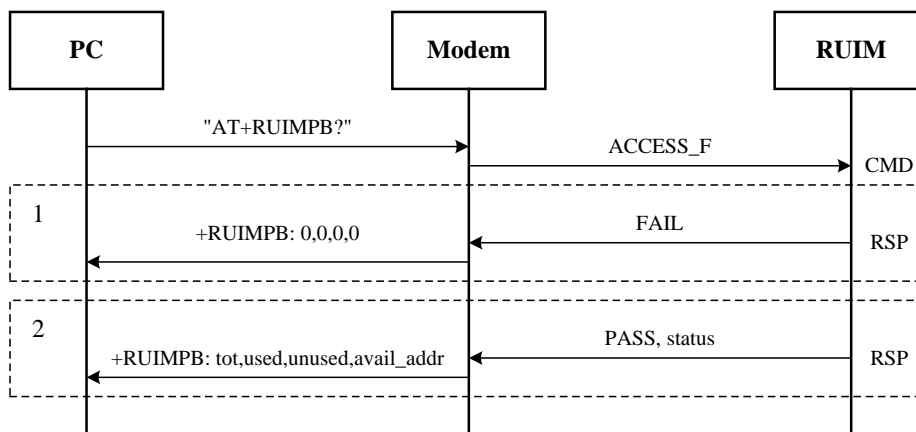 PC
Modem
RUIM
"AT+RUIMPB?"
ACCESS_F
CMD
1
FAIL
+RUIMPB: 0,0,0,0
RSP
2
PASS, status
+RUIMPB: tot,used,unused,avail_addr
RSP